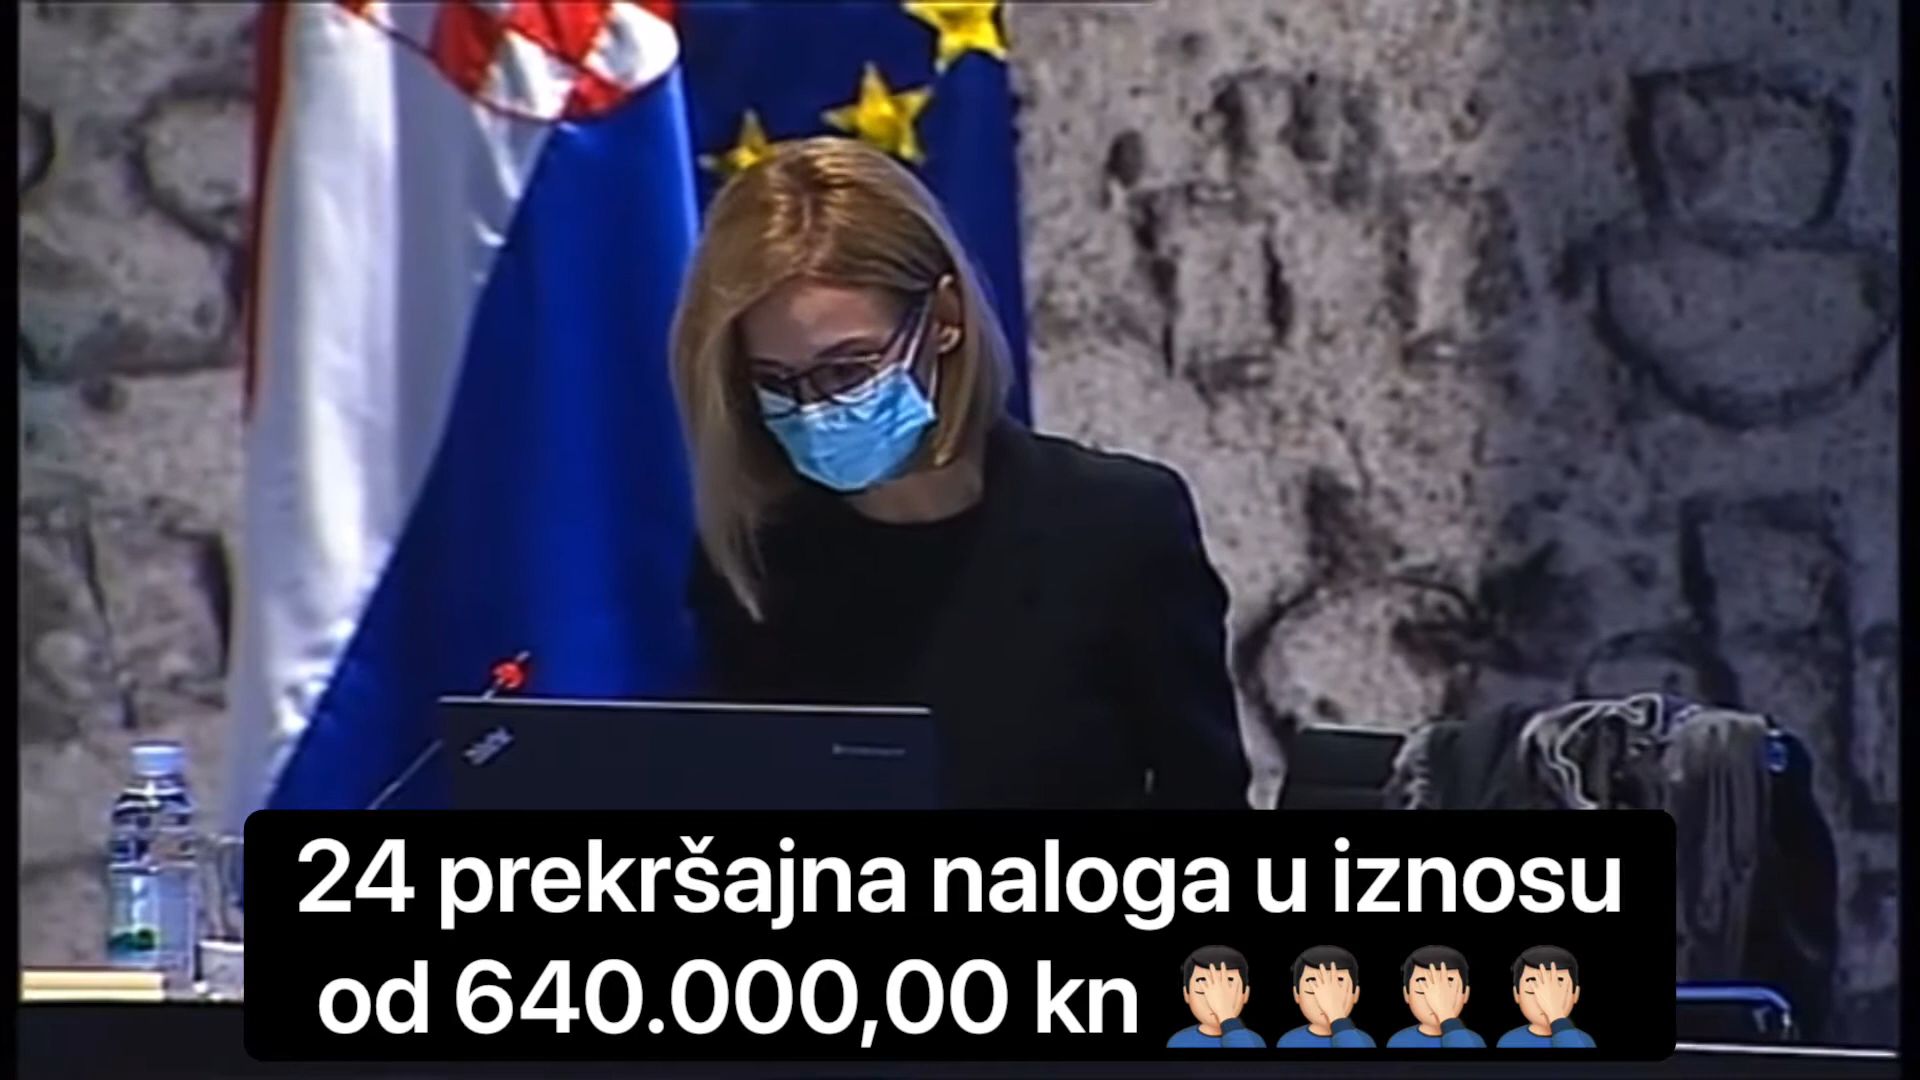 24 prekršajna naloga u iznosu
od 640.000,00 kn 🤦🏻‍♂️🤦🏻‍♂️🤦🏻‍♂️🤦🏻‍♂️